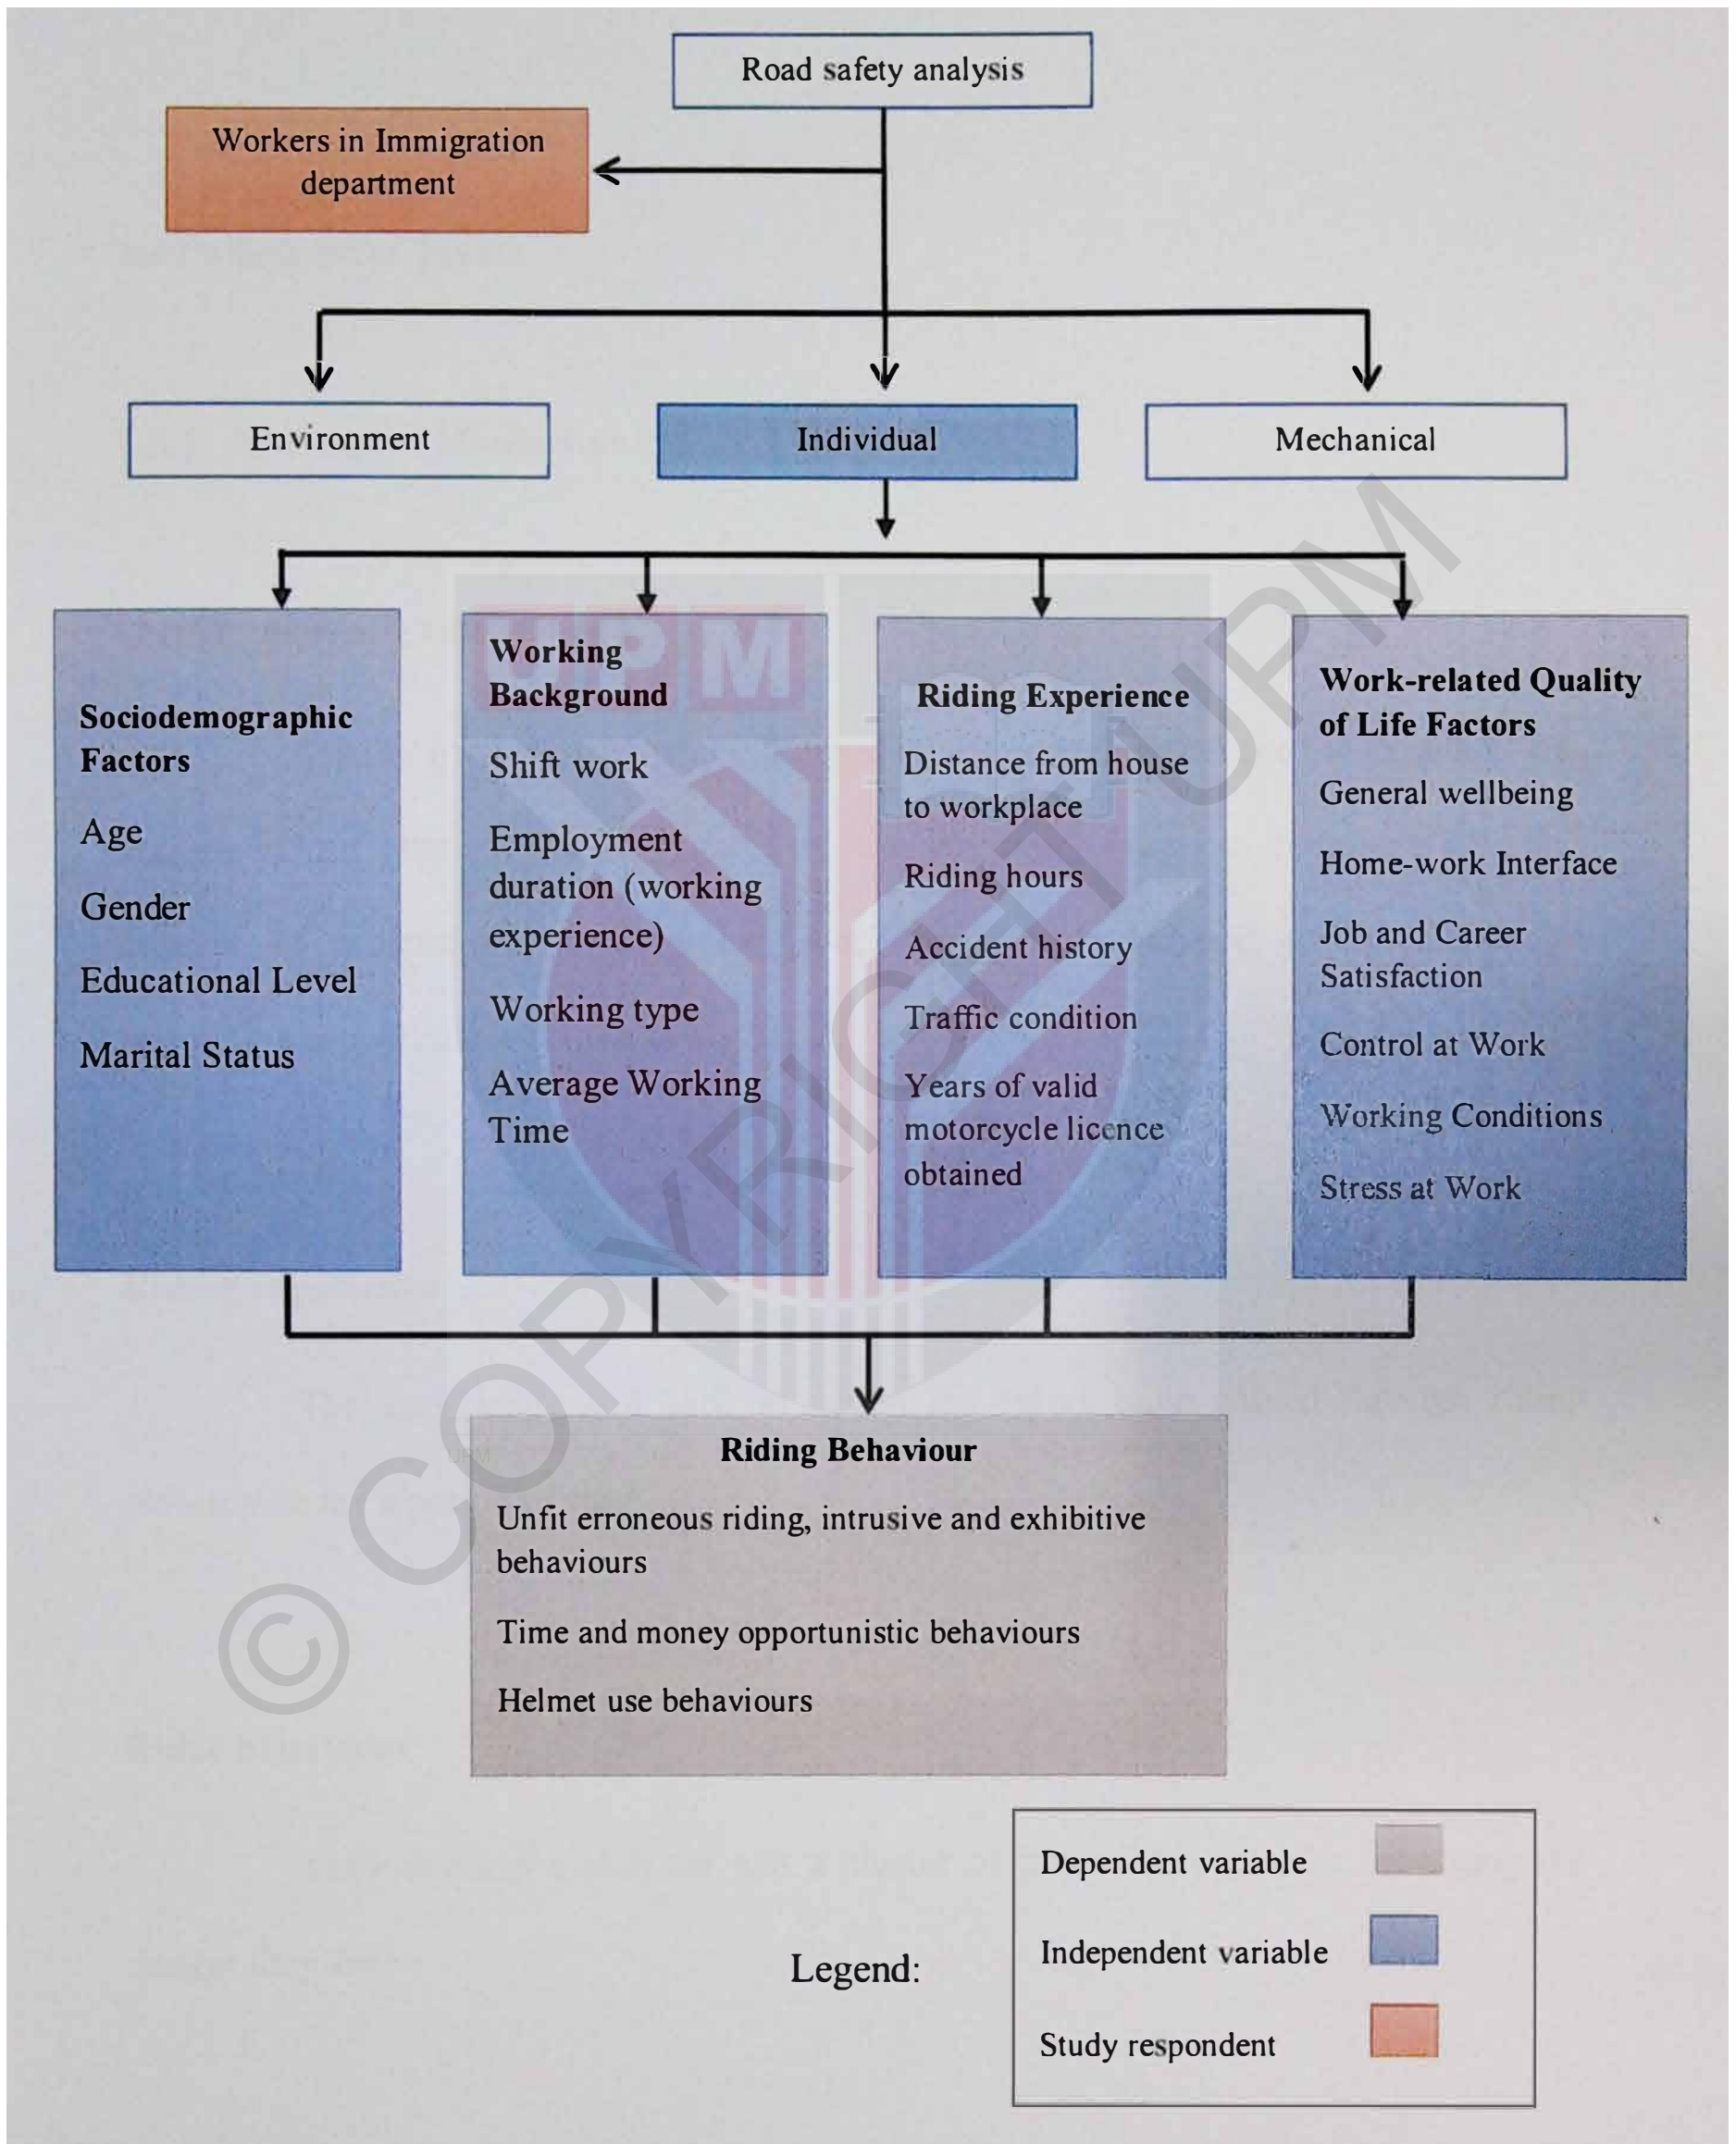 Road safety analysis
Workers in Immigration
department
Environment
Individual
Mechanical
Sociodemographic
Factors
Age
Gender
Educational Level
Marital Status
Working
Background
Shift work
Employment
duration (working
experience)
Working type
Average Working
Time
Riding Experience
Distance from house
to workplace
Riding hours
Accident history
Traffic condition
Years of valid
motorcycle licence
obtained
Work-related Quality
of Life Factors
General wellbeing
Home-work Interface
Job and Career
Satisfaction
Control at Work
Working Conditions
Stress at Work
Riding Behaviour
Unfit erroneous riding, intrusive and exhibitive
behaviours
Time and money opportunistic behaviours
Helmet use behaviours
Legend:
Dependent variable
Independent variable
Study respondent
UPM
© COPYRIGHT UPM
UPM